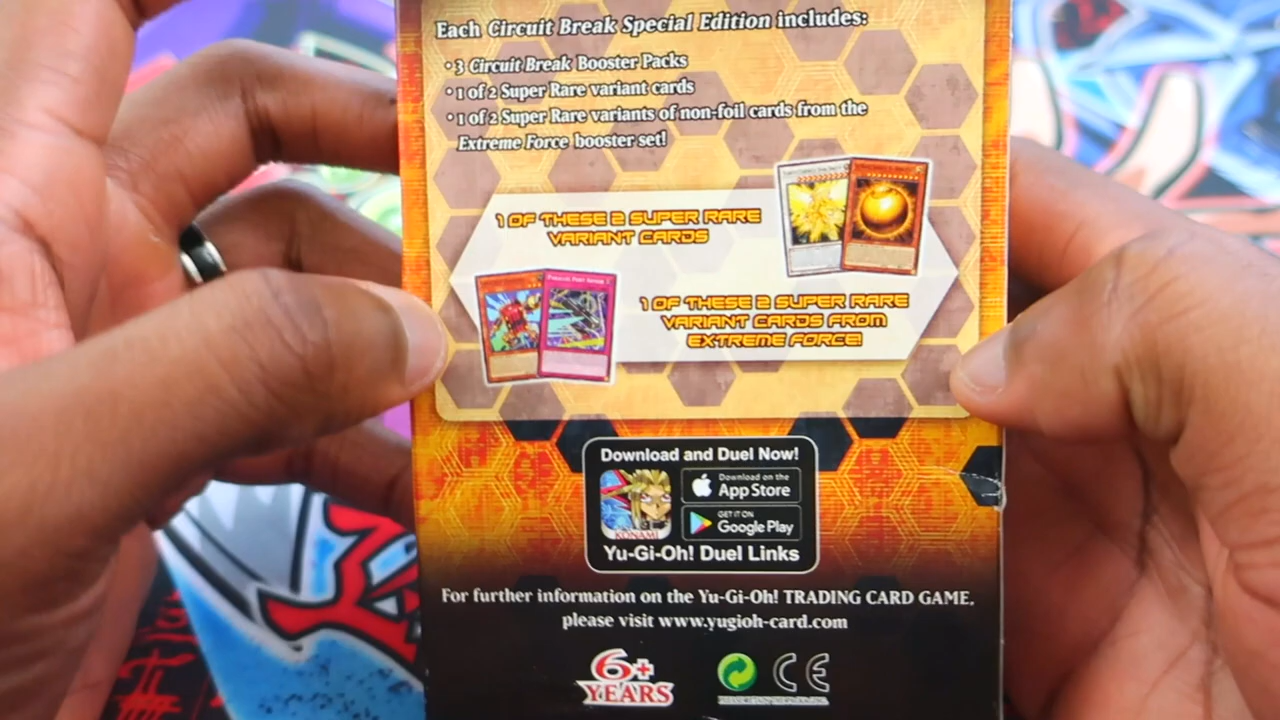 Each Circuit Break Special Edition includes:
• 3 Circuit Break Booster Packs
• 1 of 2 Super Rare variant cards
• 1 of 2 Super Rare variants of non-foil cards from the
Extreme Force booster set!
1 OF THESE 2 SUPER RARE
VARIANT CARDS
1 OF THESE 2 SUPER RARE
VARIANT CARDS FROM
EXTREME FORCE!
Download and Duel Now!
Download on the
App Store
GET IT ON
Google Play
KONAMI
Yu-Gi-Oh! Duel Links
For further information on the Yu-Gi-Oh! TRADING CARD GAME,
please visit www.yugioh-card.com
6+
YEARS
CE